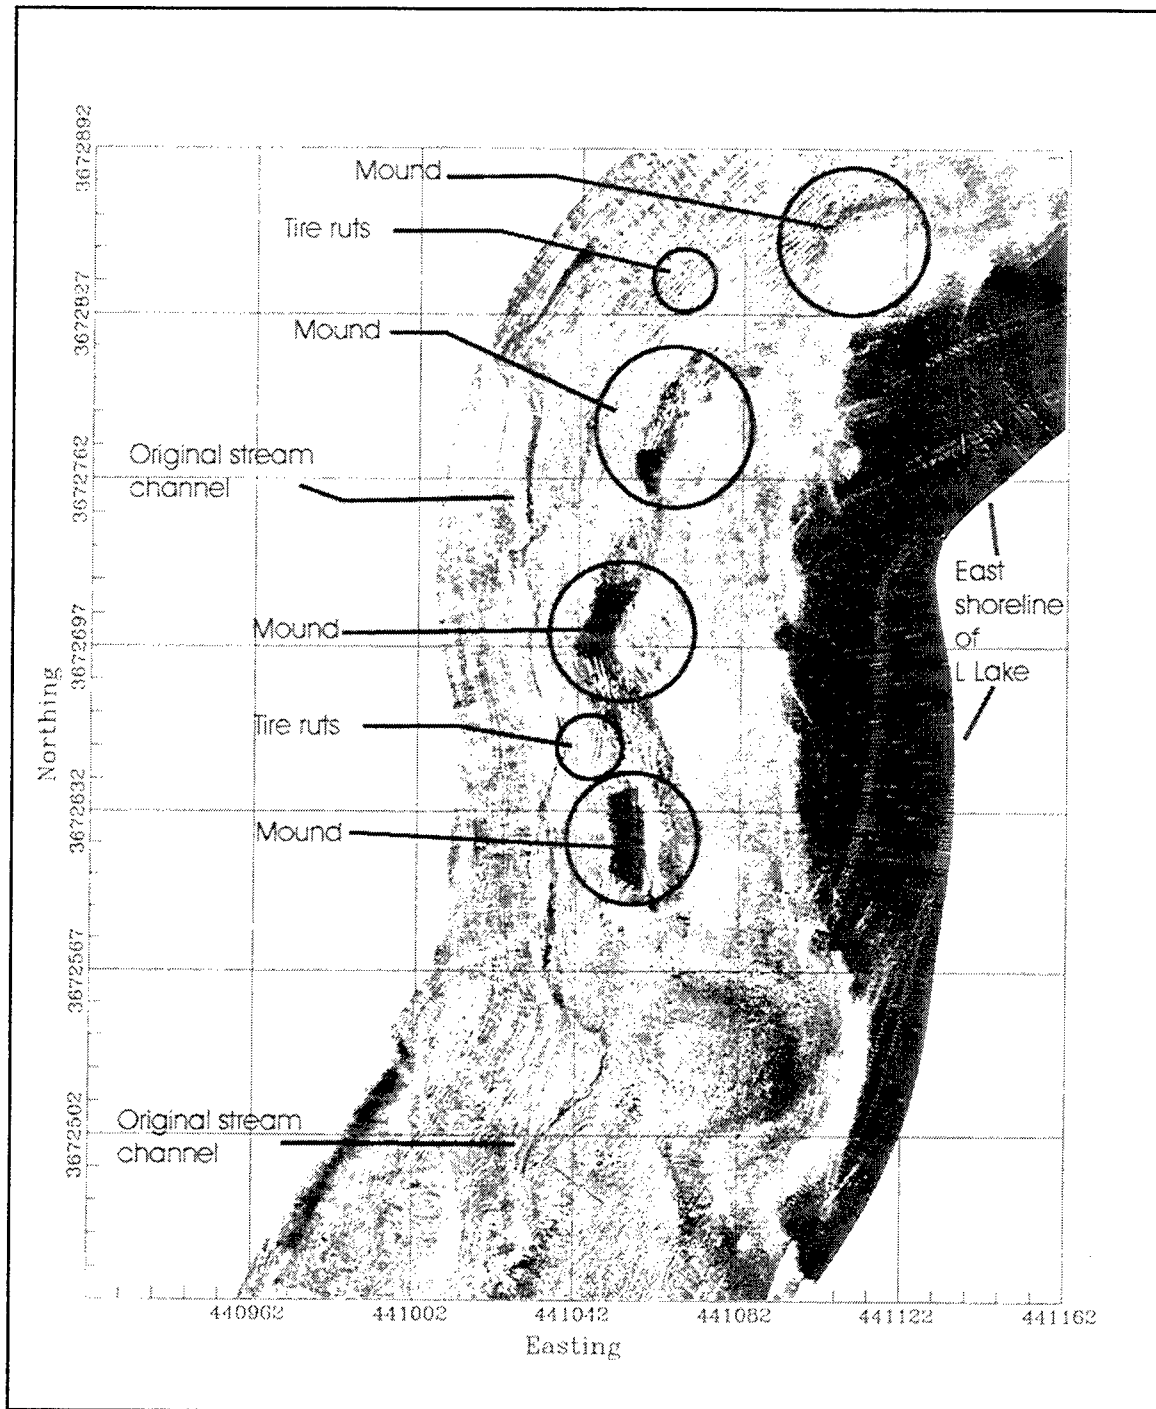 3672892
Mound
Tire ruts
3672827
Mound
Original stream
channel
3672762
East
shoreline
of
L Lake
Mound
3672697
Northing
Tire ruts
3672632
Mound
3672567
Original stream
channel
3672502
440962
441002
441042
441082
441122
441162
Easting